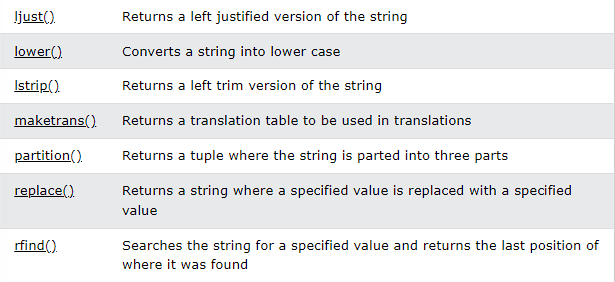 ljust() Returns a left justified version of the string
lower() Converts a string into lower case
lstrip() Returns a left trim version of the string
maketrans() Returns a translation table to be used in translations
partition() Returns a tuple where the string is parted into three parts
replace() Returns a string where a specified value is replaced with a specified
value
rfind() Searches the string for a specified value and returns the last position of
where it was found